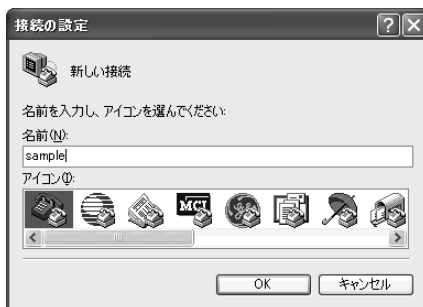 接続の設定
新しい接続
名前を入力し、アイコンを選んでください:
名前(N):
sample
アイコン(I):
MCI
OK
キャンセル